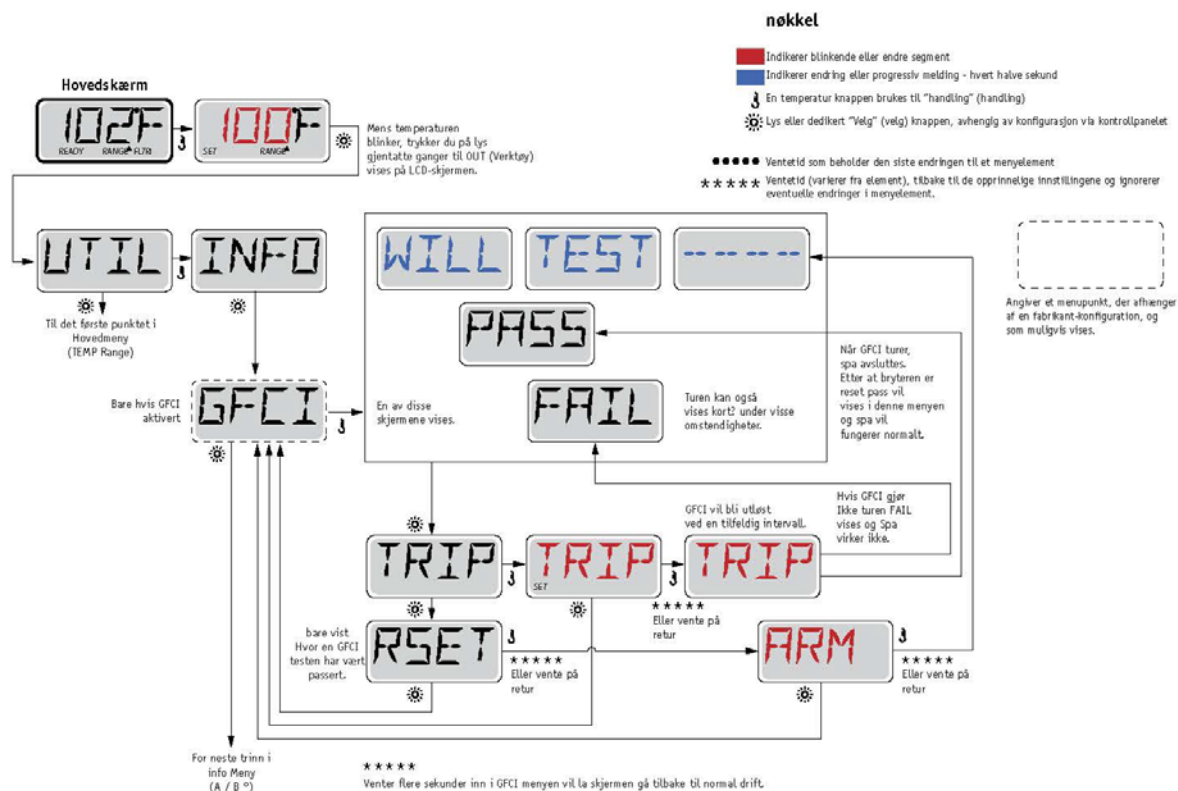 nøkkel
Indikerer blinkende eller endre segment
Indikerer endring eller progressiv melding - hvert halve sekund
En temperatur knappen brukes til "handling" (handling)
Lys eller dedikert "Velg" (velg) knappen, avhengig av konfigurasjon via kontrollpanelet
••••• Ventetid som beholder den siste endringen til et menyelement
***** Ventetid (varierer fra element), tilbake til de opprinnelige innstillingene og ignorerer
eventuelle endringer i menyelement.
Angiver et menupunkt, der afhænger
af en fabrikant-konfiguration, og
som muligvis vises.
Hovedskærm
102°F
READY RANGE FLTR1
100°F
SET RANGE
Mens temperaturen
blinker, trykker du på lys
gjentatte ganger til OUT (Verktøy)
vises på LCD-skjermen.
UTIL
INFO
Til det første punktet i
Hovedmeny
(TEMP Range)
WILL TEST ----
PASS
FAIL
Bare hvis GFCI
aktivert
GFCI
En av disse
skjermene vises.
Turen kan også
vises kort? under visse
omstendigheter.
Når GFCI turer,
spa avsluttes.
Etter at bryteren er
reset pass vil
vises i denne menyen
og spa vil
fungerer normalt.
Hvis GFCI gjør
Ikke turen FAIL
vises og Spa
virker ikke.
GFCI vil bli utløst
ved en tilfeldig intervall.
TRIP
TRIP
SET
TRIP
*****
Eller vente på
retur
bare vist
Hvor en GFCI
testen har vært
passert.
RSET
*****
Eller vente på
retur
ARM
*****
Eller vente på
retur
For neste trinn i
info Meny
(A / B º)
*****
Venter flere sekunder inn i GFCI menyen vil la skjermen gå tilbake til normal drift.